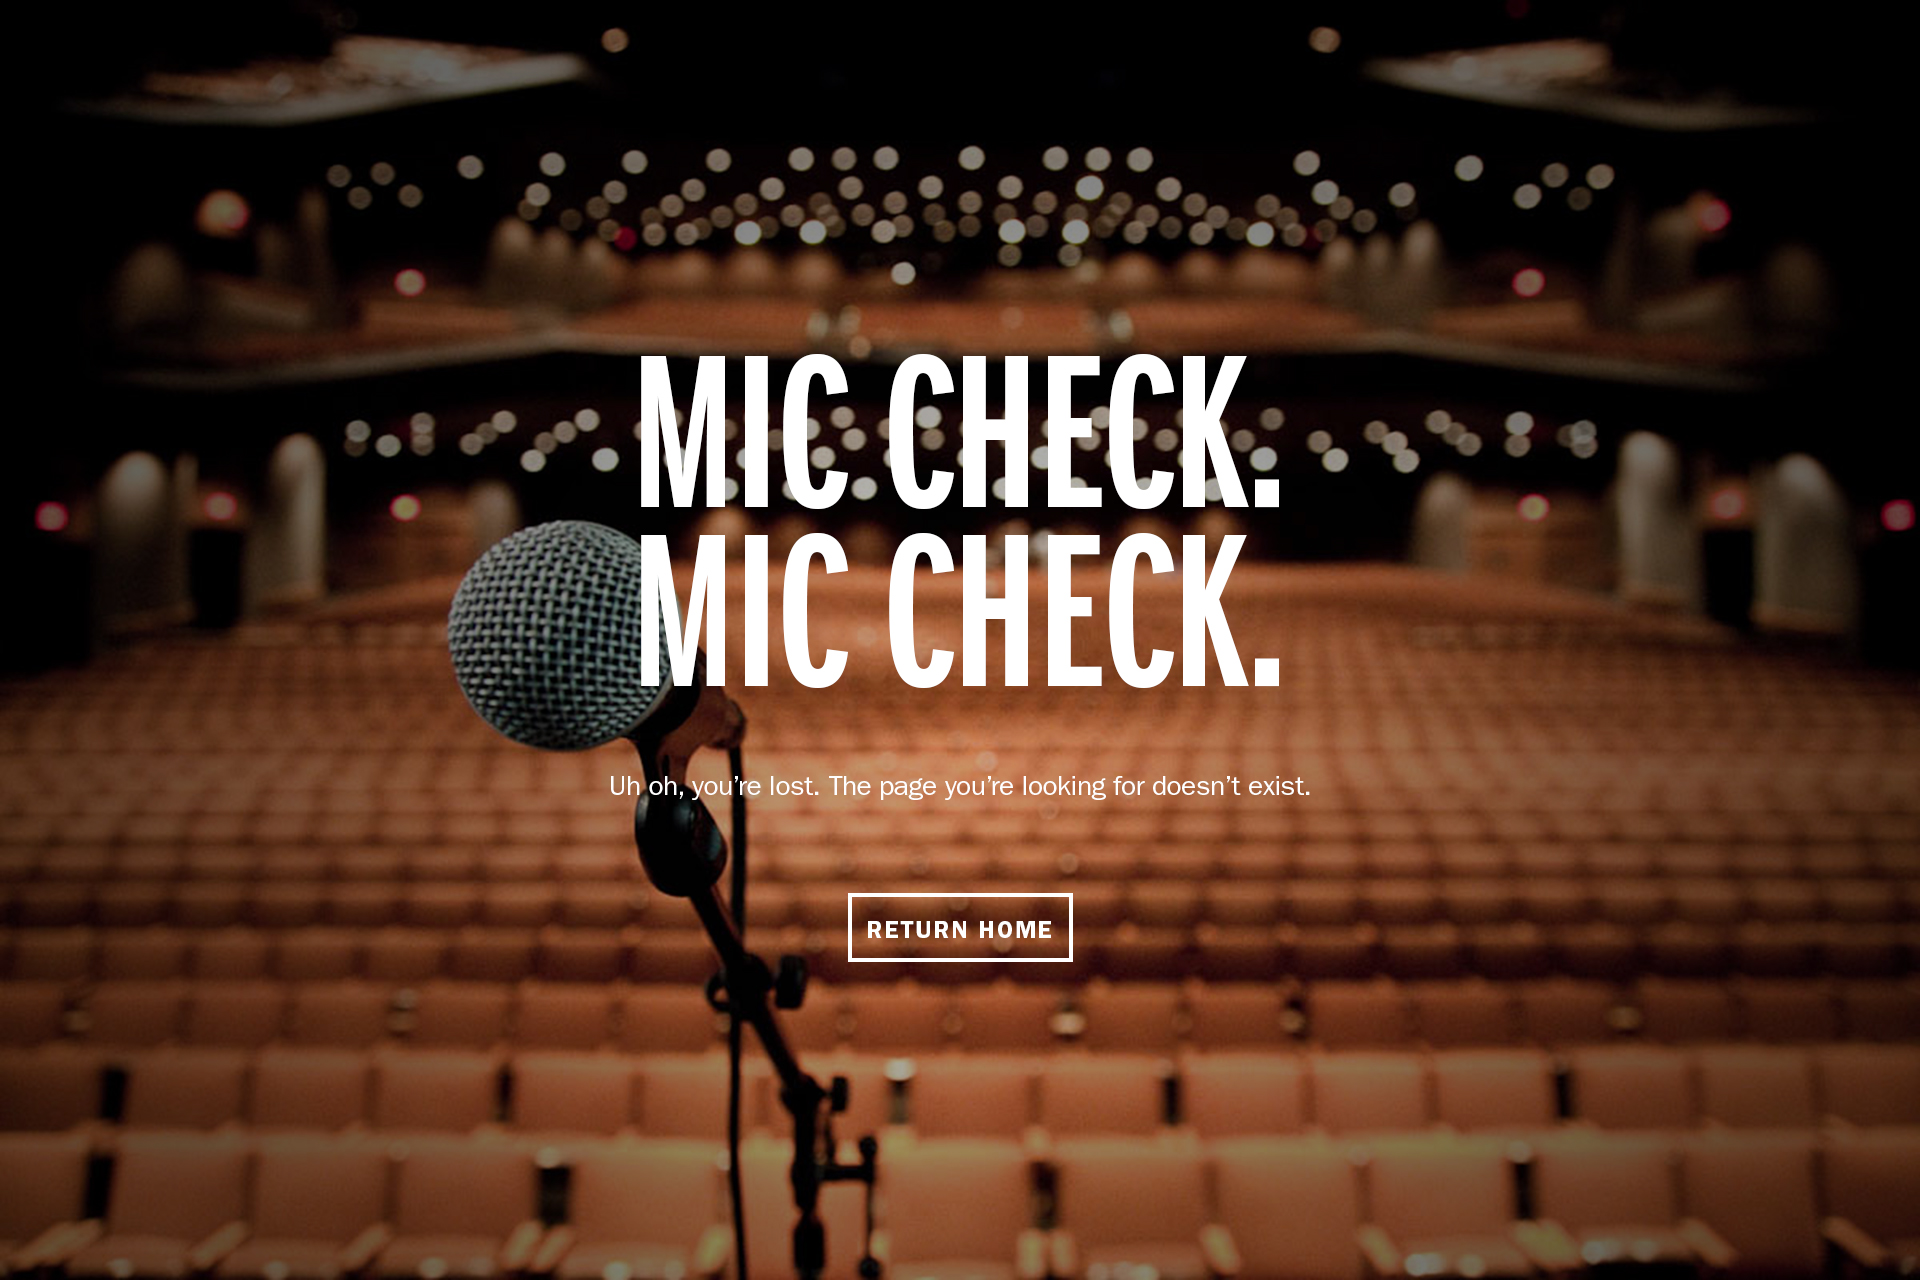 MIC CHECK.
MIC CHECK.
Uh oh, you’re lost. The page you’re looking for doesn’t exist.
RETURN HOME